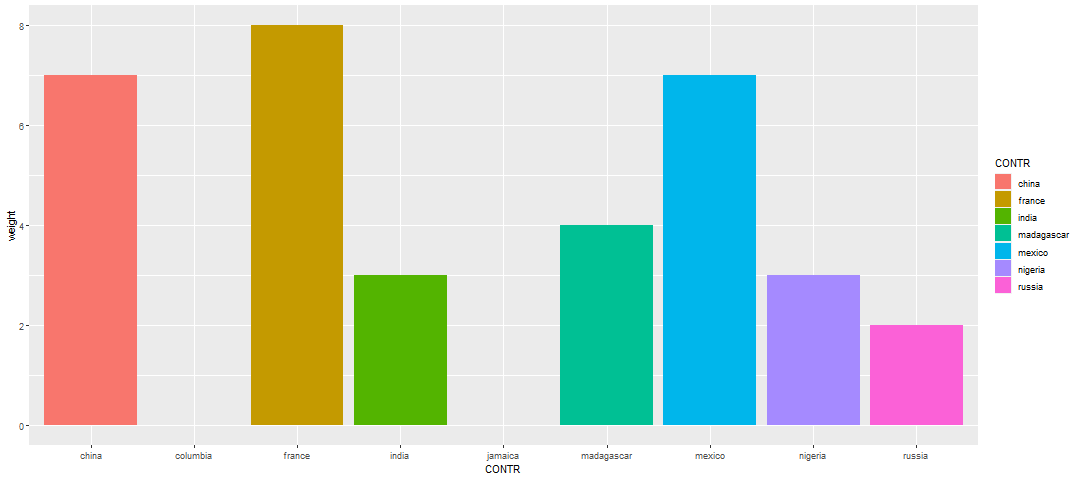 8
6
4
2
0
weight
china columbia france india jamaica madagascar mexico nigeria russia
CONTR
CONTR
china
france
india
madagascar
mexico
nigeria
russia